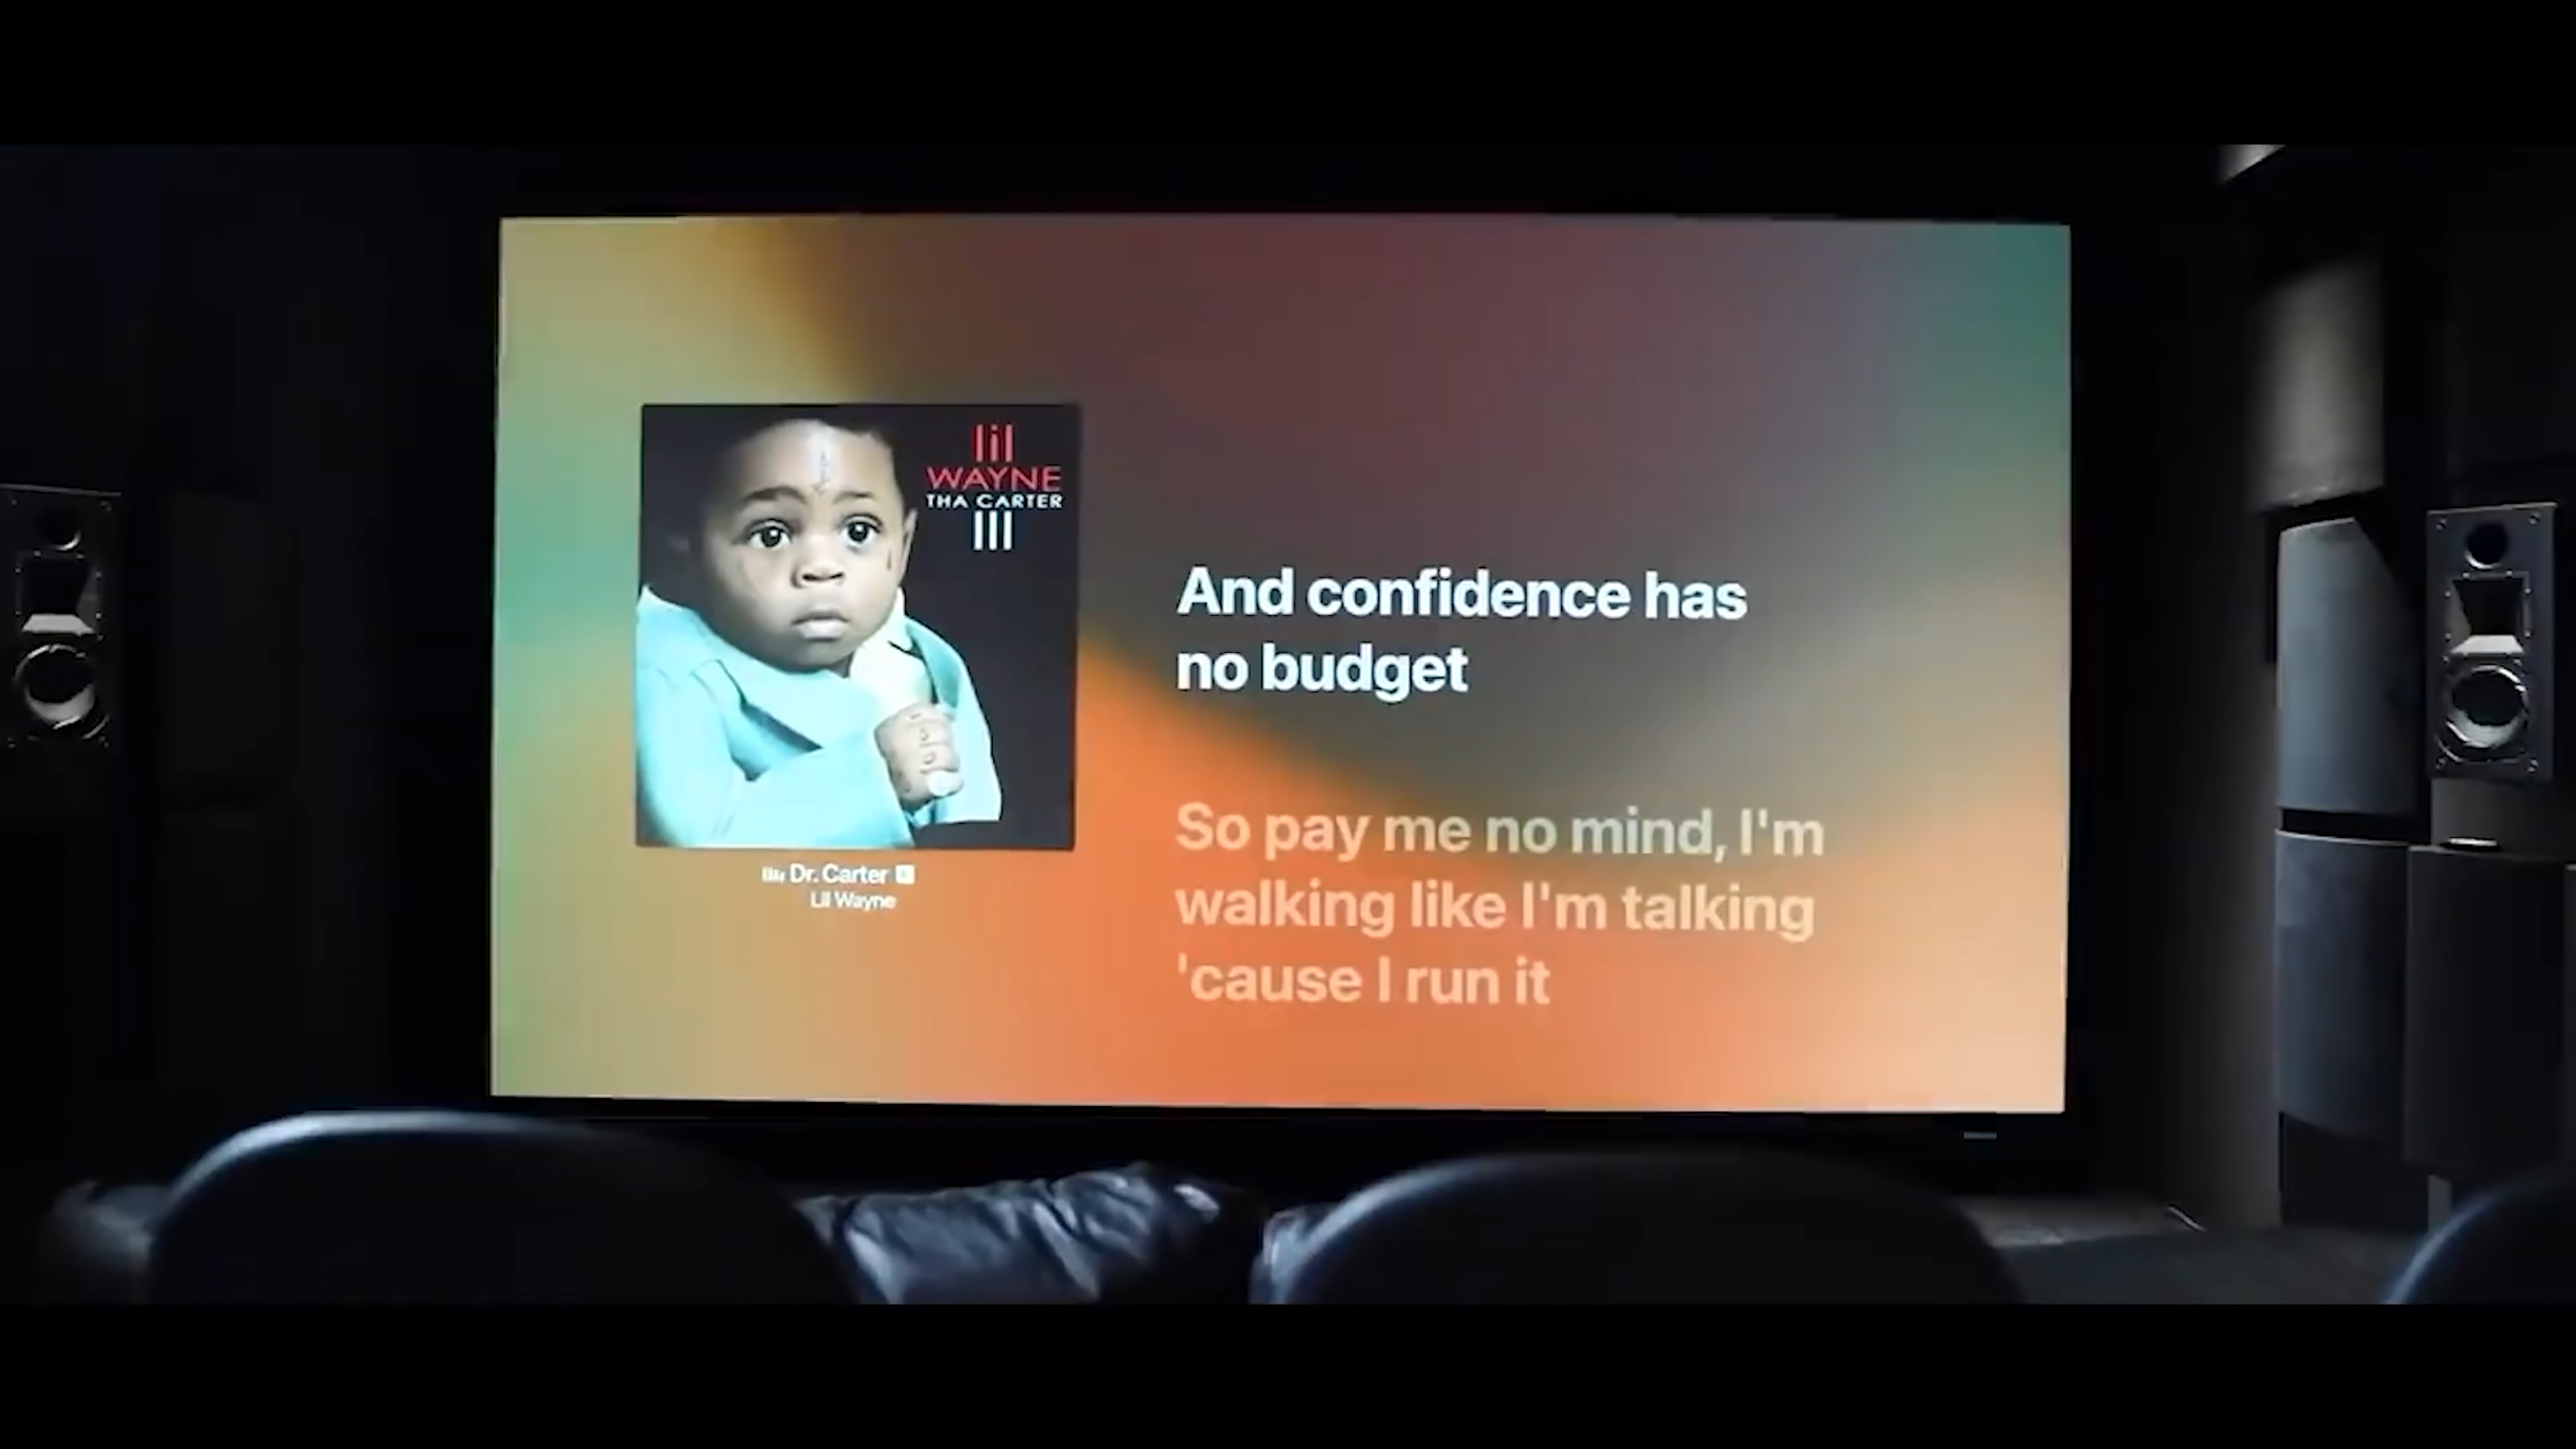 lil
WAYNE
THA CARTER
III
Dr. Carter E
Lil Wayne
And confidence has
no budget
So pay me no mind, I'm
walking like I'm talking
'cause I run it